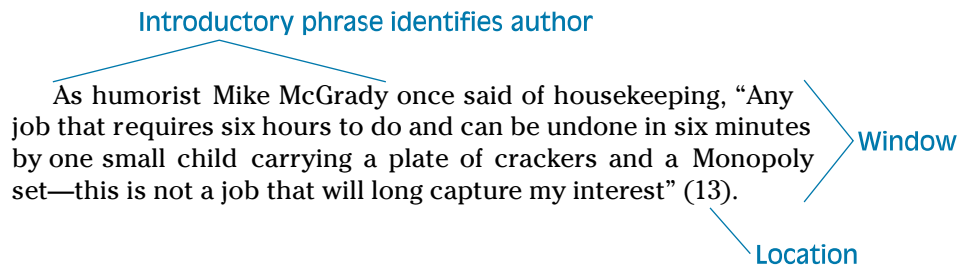 Introductory phrase identifies author
As humorist Mike McGrady once said of housekeeping, “Any
job that requires six hours to do and can be undone in six minutes
by one small child carrying a plate of crackers and a Monopoly
set—this is not a job that will long capture my interest” (13).
Window
Location